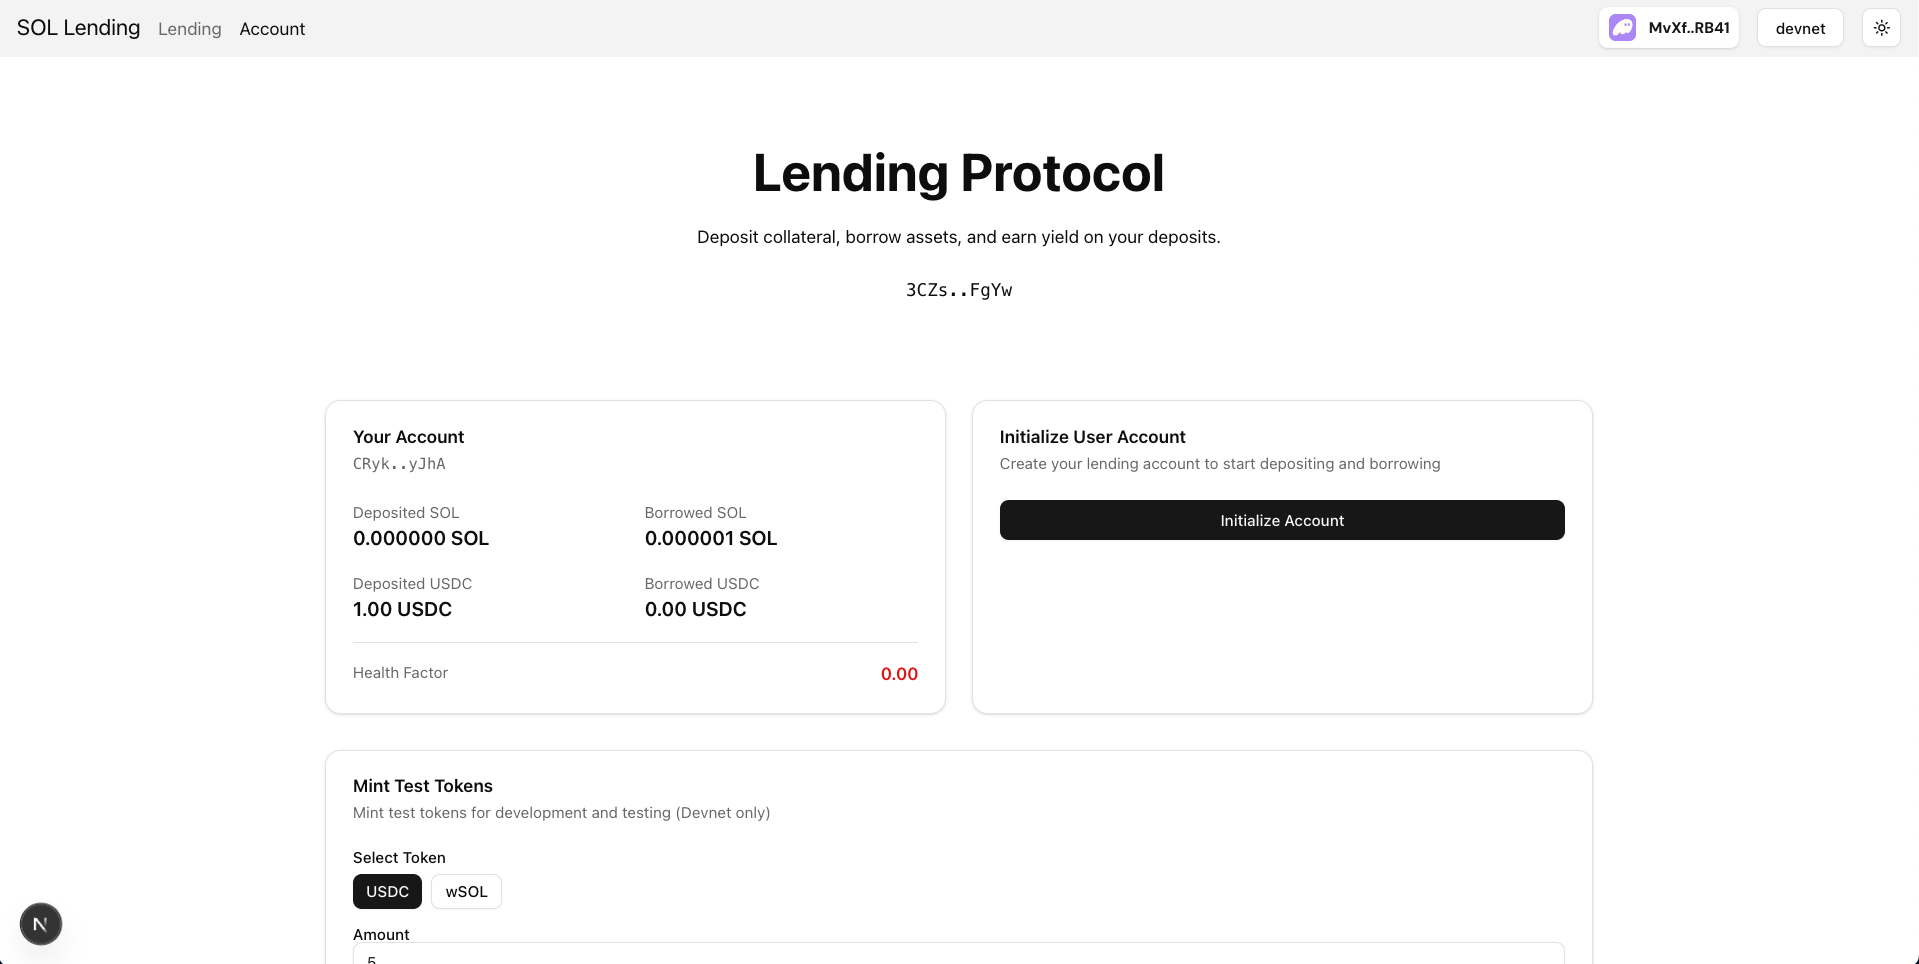 SOL Lending Lending Account MvXf..RB41 devnet
Lending Protocol
Deposit collateral, borrow assets, and earn yield on your deposits.
3CZs..FgYw
Your Account
CRyk..yJhA
Deposited SOL
0.000000 SOL
Borrowed SOL
0.000001 SOL
Deposited USDC
1.00 USDC
Borrowed USDC
0.00 USDC
Health Factor 0.00
Initialize User Account
Create your lending account to start depositing and borrowing
Initialize Account
Mint Test Tokens
Mint test tokens for development and testing (Devnet only)
Select Token
USDC wSOL
Amount
5
N